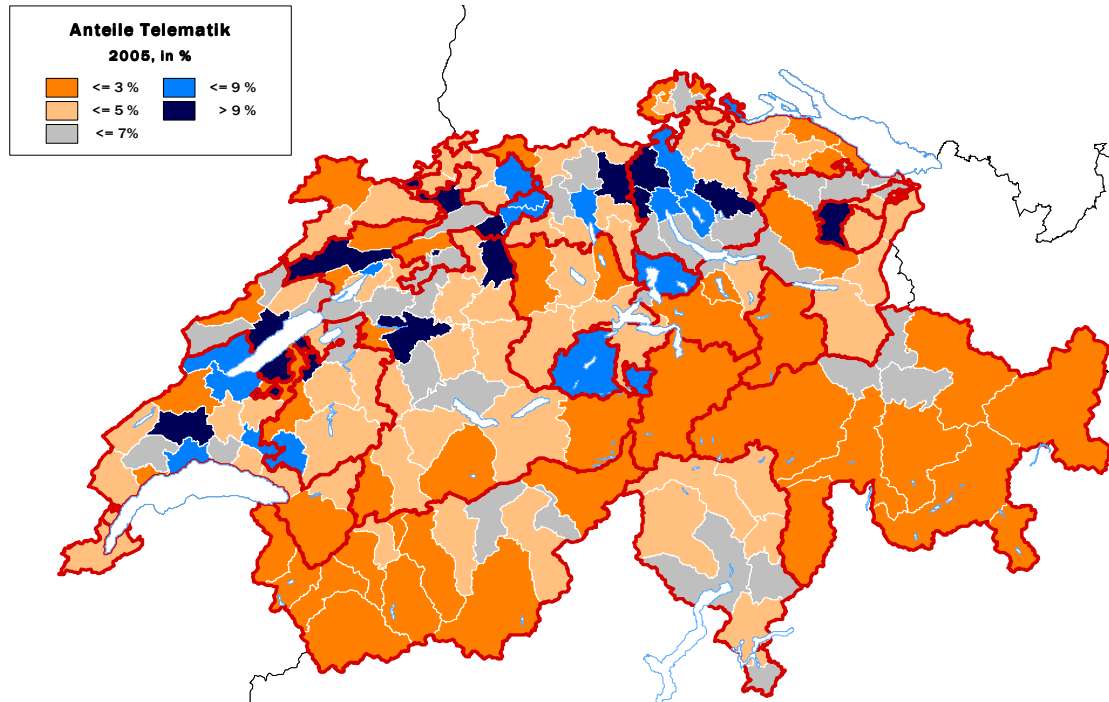 Anteile Telematik
2005, in %
<= 3 % <= 9 %
<= 5 % > 9 %
<= 7%